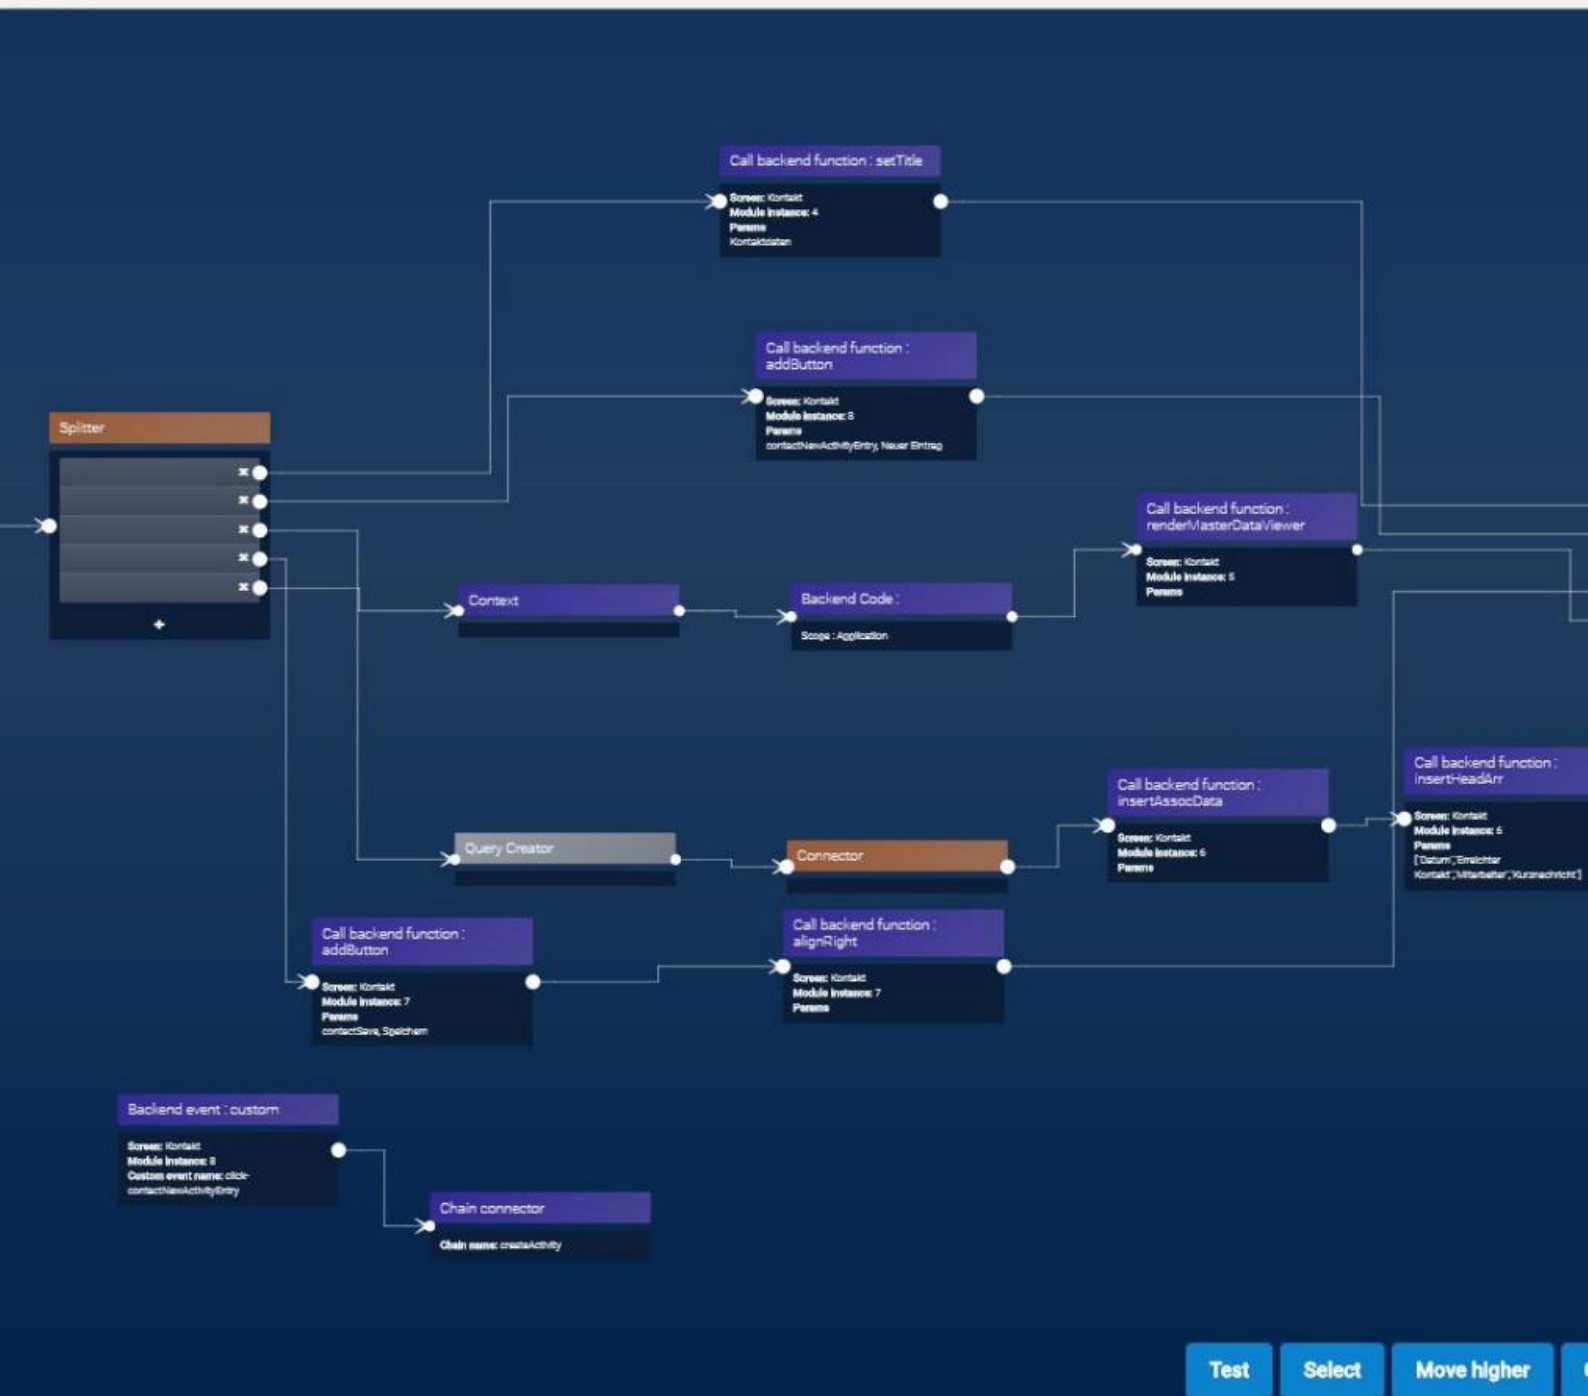 Call backend function : setTitle
Screen: Kontakt
Module instance: 4
Params
Kontaktdaten
Call backend function :
addButton
Screen: Kontakt
Module instance: 8
Params
contactNewActivityEntry, Neuer Eintrag
Splitter
Call backend function :
renderMasterDataViewer
Screen: Kontakt
Module instance: 5
Params
Context
Backend Code :
Scope : Application
Call backend function :
insertHeadArr
Screen: Kontakt
Module instance: 6
Params
['Datum','Erreichter
Kontakt','Mitarbeiter','Kurznachricht']
Call backend function :
insertAssocData
Screen: Kontakt
Module instance: 6
Params
Query Creator
Connector
Call backend function :
addButton
Screen: Kontakt
Module instance: 7
Params
contactSave, Speichern
Call backend function :
alignRight
Screen: Kontakt
Module instance: 7
Params
Backend event : custom
Screen: Kontakt
Module instance: 8
Custom event name: click-
contactNewActivityEntry
Chain connector
Chain name: createActivity
Test
Select
Move higher